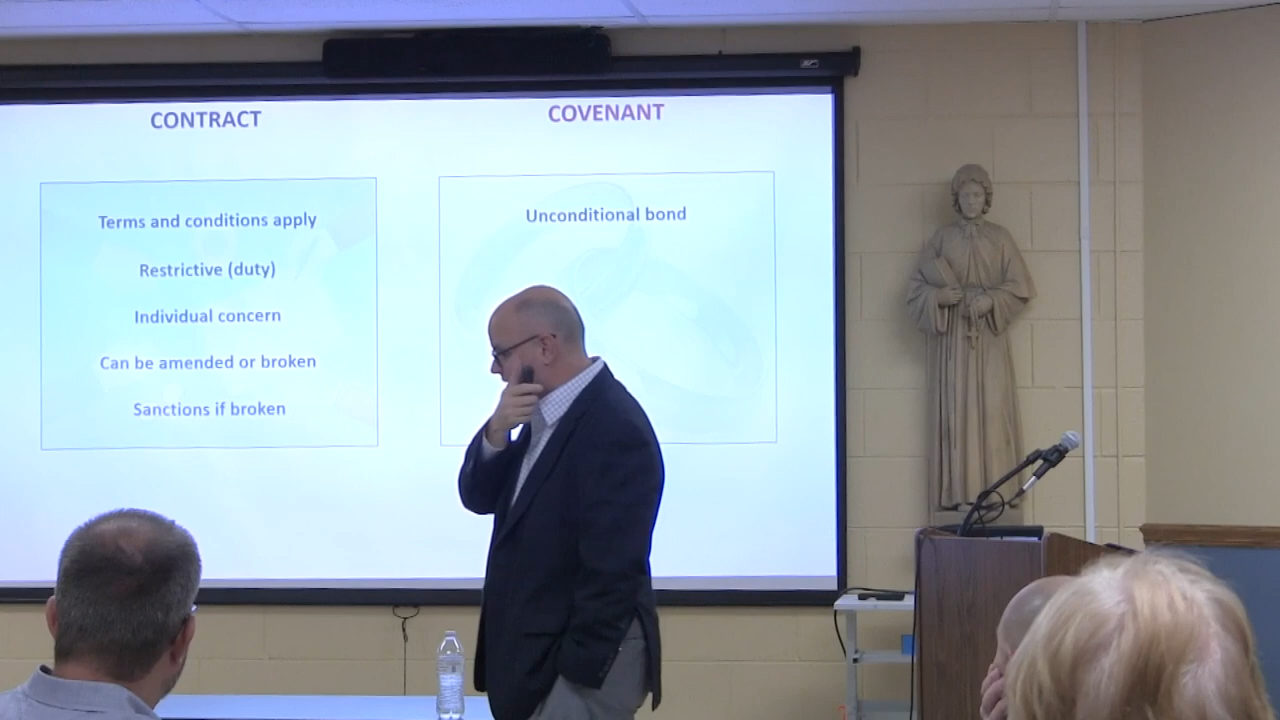 CONTRACT
Terms and conditions apply
Restrictive (duty)
Individual concern
Can be amended or broken
Sanctions if broken
COVENANT
Unconditional bond